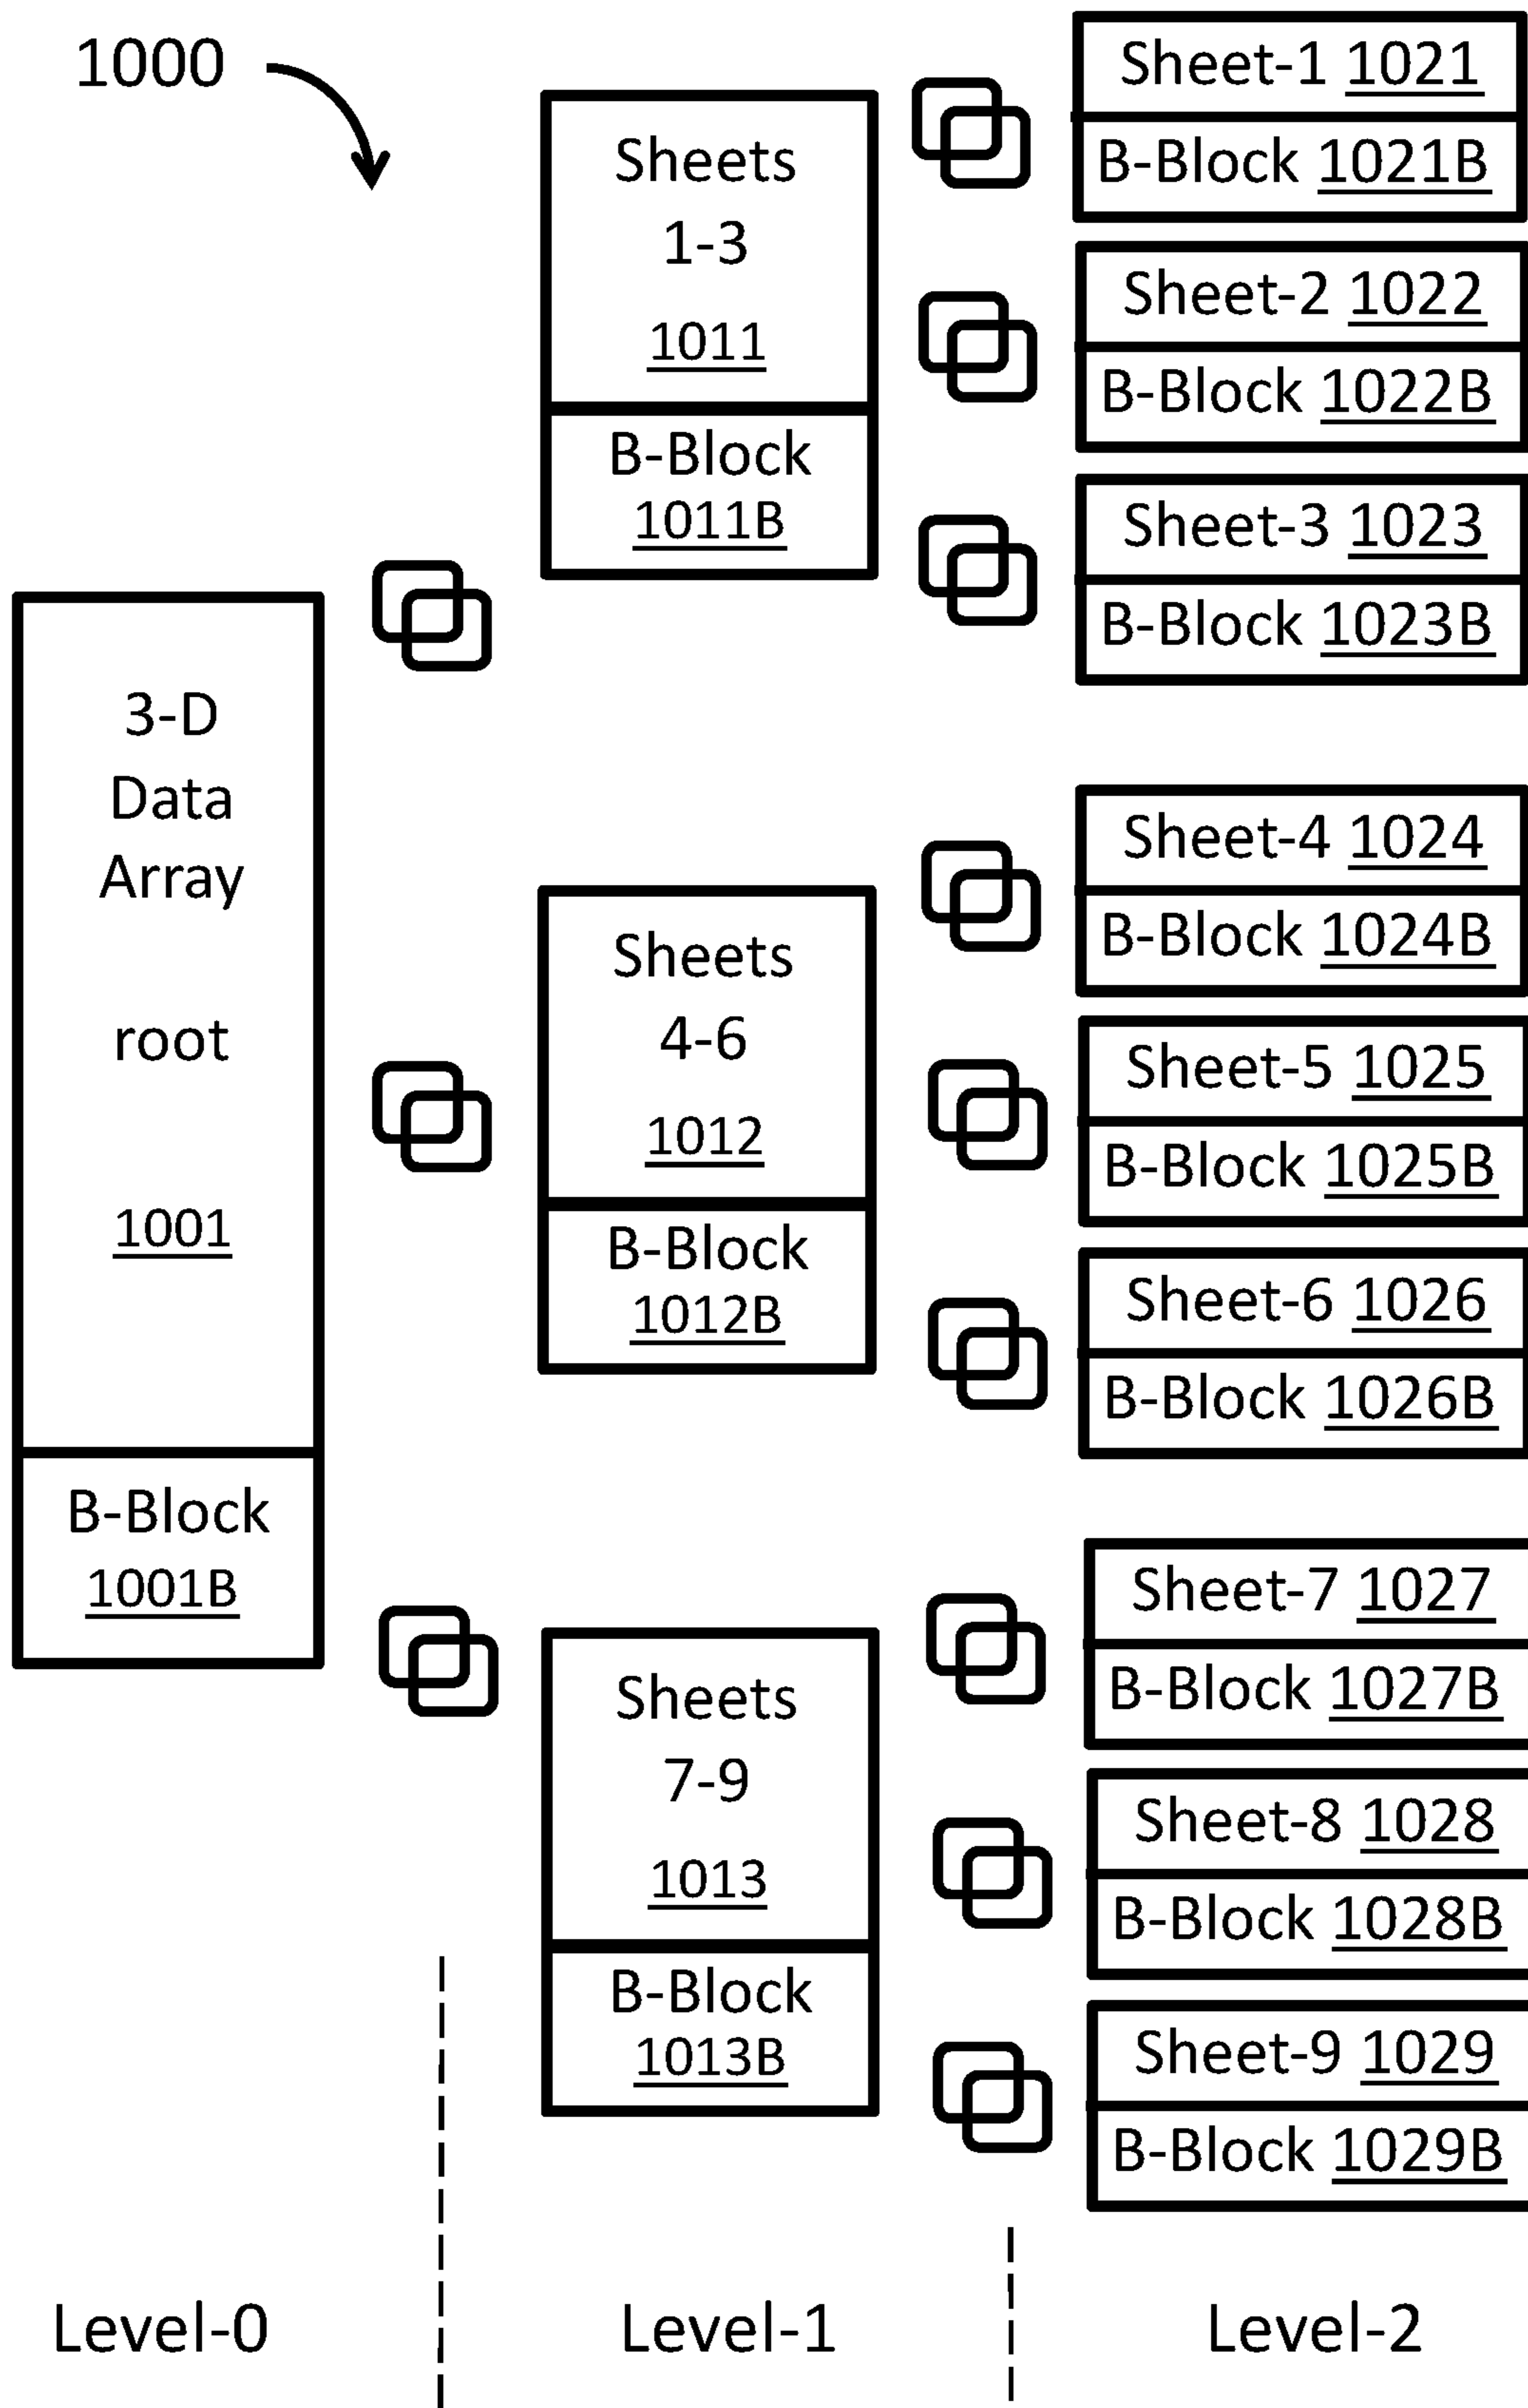 1000
3-D
Data
Array
root
1001
B-Block
1001B
Sheets
1-3
1011
B-Block
1011B
Sheets
4-6
1012
B-Block
1012B
Sheets
7-9
1013
B-Block
1013B
Sheet-1 1021
B-Block 1021B
Sheet-2 1022
B-Block 1022B
Sheet-3 1023
B-Block 1023B
Sheet-4 1024
B-Block 1024B
Sheet-5 1025
B-Block 1025B
Sheet-6 1026
B-Block 1026B
Sheet-7 1027
B-Block 1027B
Sheet-8 1028
B-Block 1028B
Sheet-9 1029
B-Block 1029B
Level-0
Level-1
Level-2